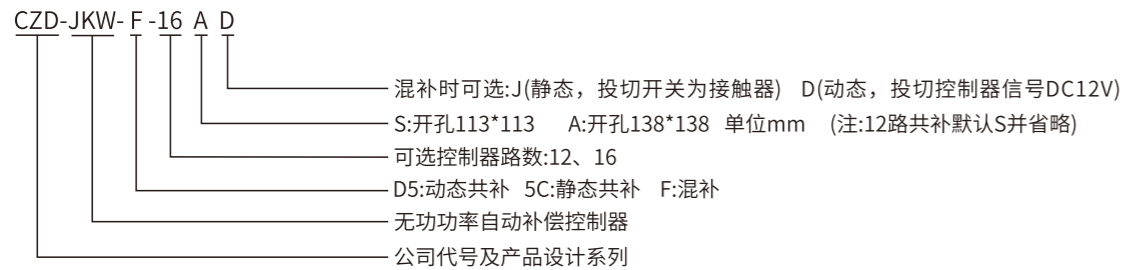 CZD-JKW- F -16 A D
混补时可选:J(静态，投切开关为接触器) D(动态，投切控制器信号DC12V)
S:开孔113*113 A:开孔138*138 单位mm (注:12路共补默认S并省略)
可选控制器路数:12、16
D5:动态共补 5C:静态共补 F:混补
无功功率自动补偿控制器
公司代号及产品设计系列